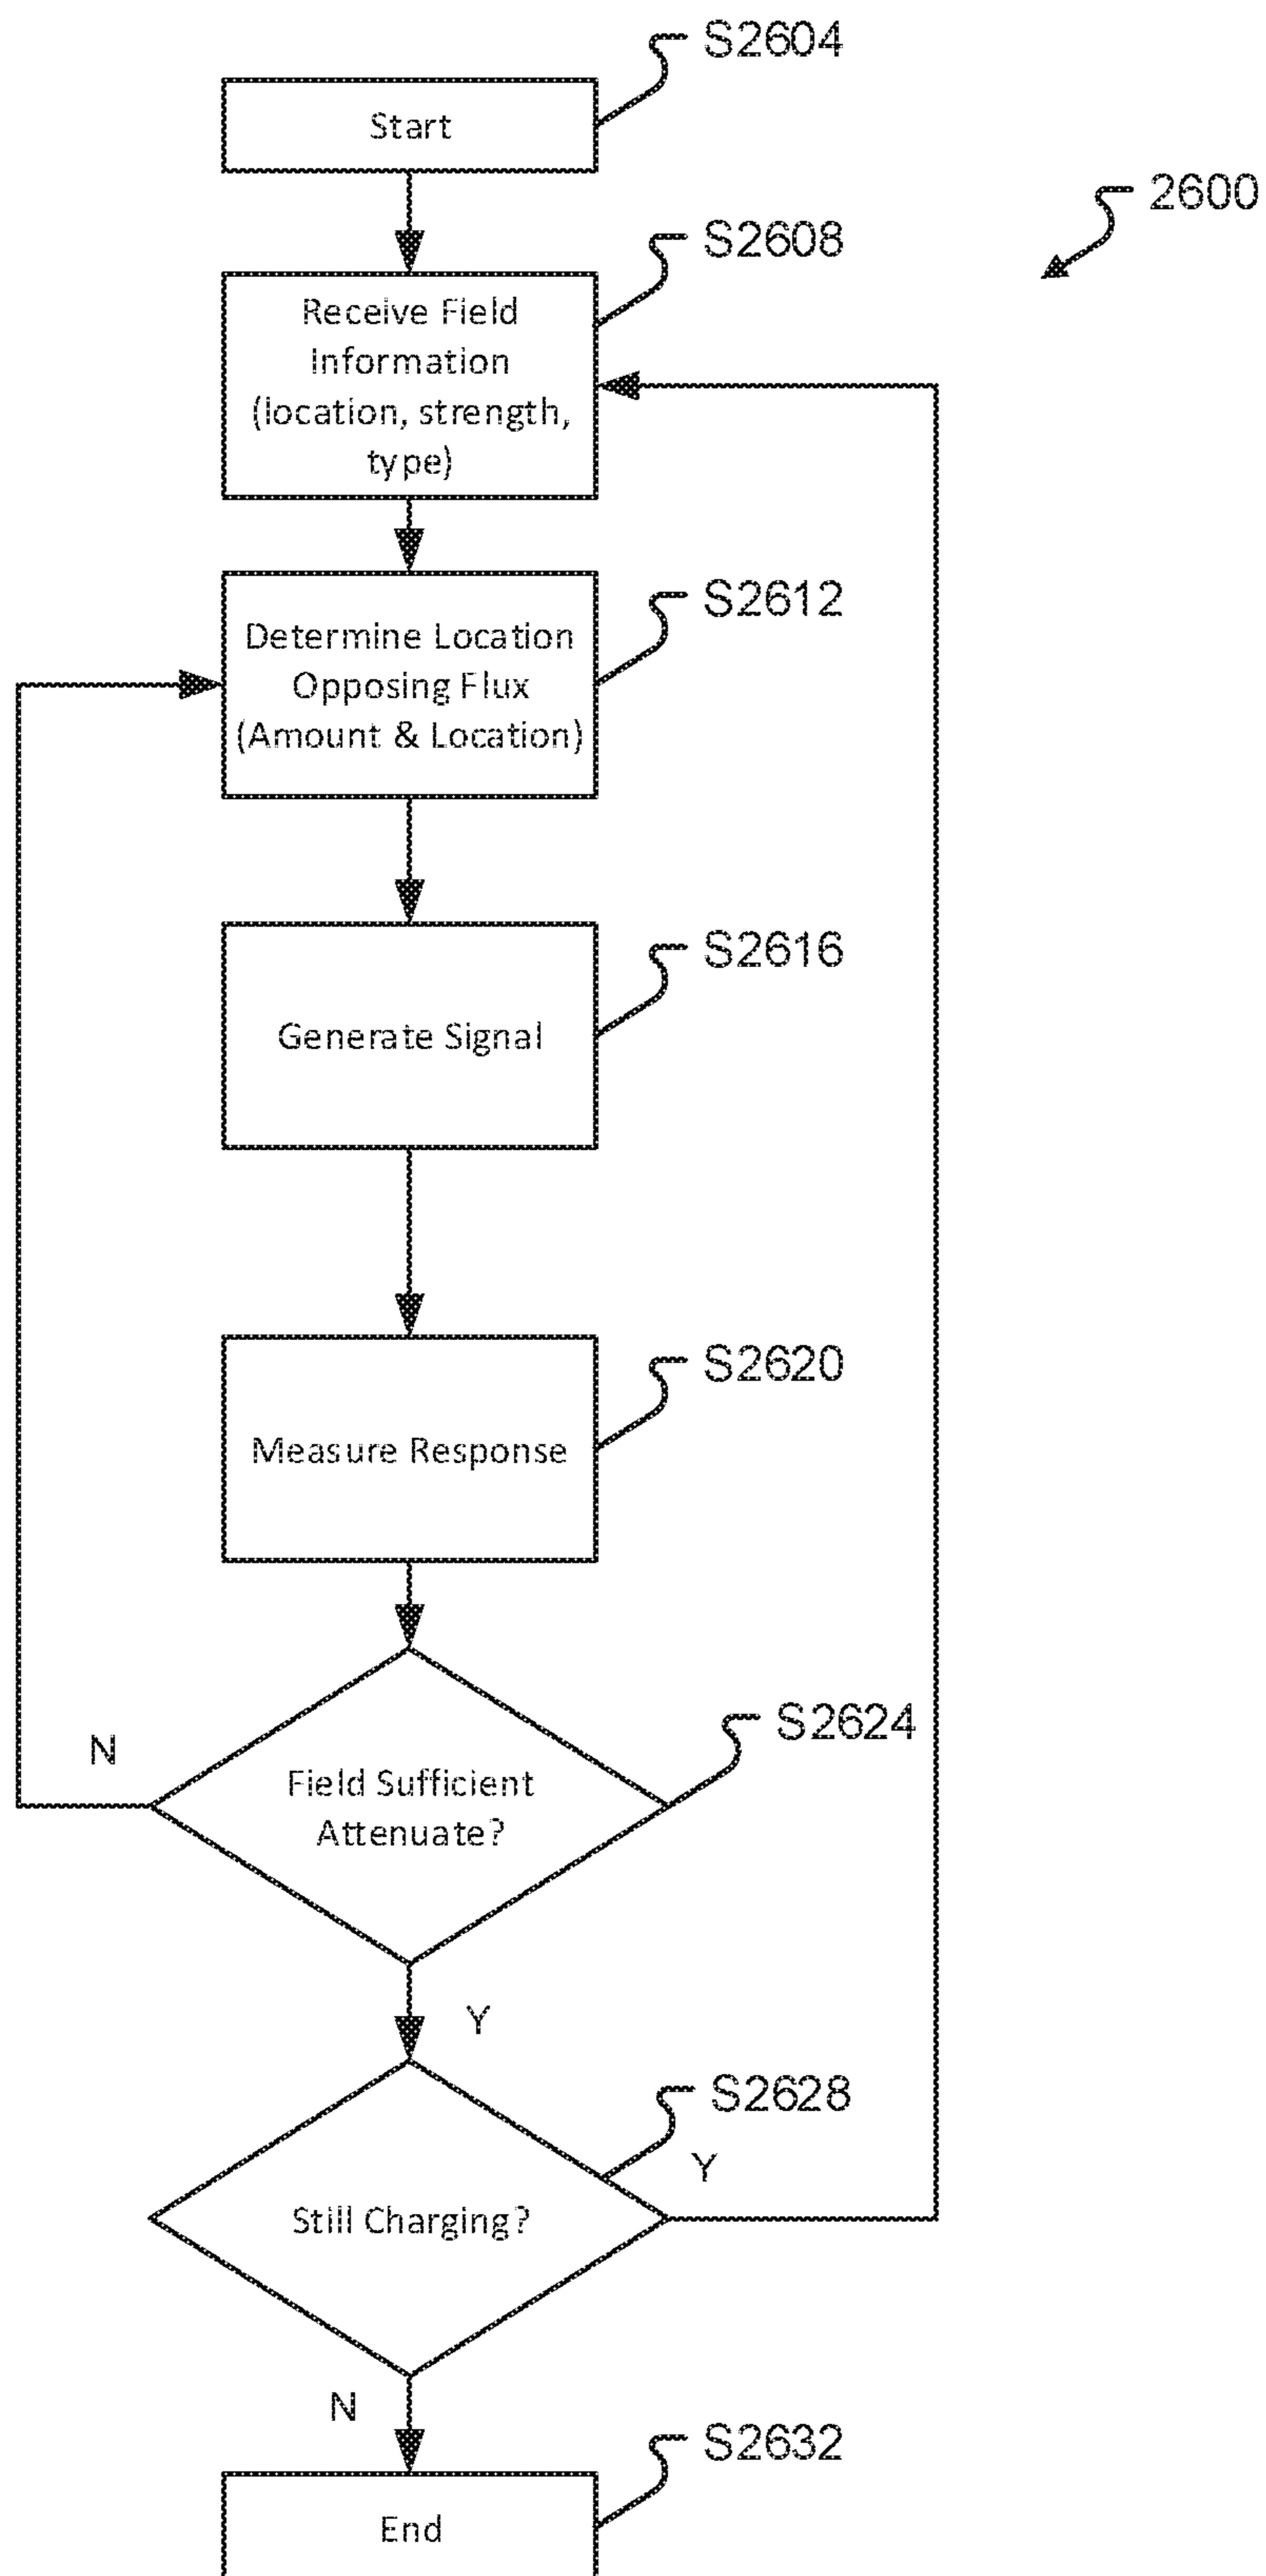 S2604
Start
2600
S2608
Receive Field
Information
(location, strength,
type)
S2612
Determine Location
Opposing Flux
(Amount & Location)
S2616
Generate Signal
S2620
Measure Response
S2624
N
Field Sufficient
Attenuate?
Y
S2628
Y
Still Charging?
N
S2632
End